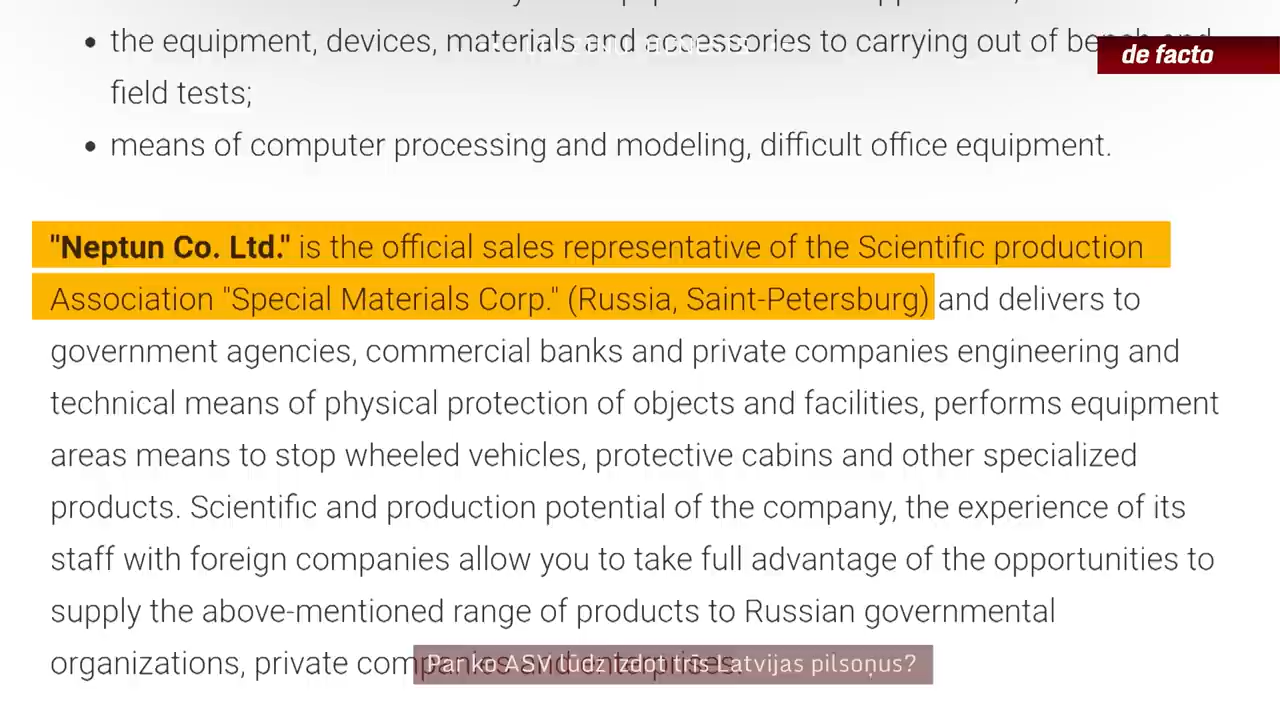 the equipment, devices, materials and accessories to carrying out of bench and
de facto
field tests;
means of computer processing and modeling, difficult office equipment.
"Neptun Co. Ltd." is the official sales representative of the Scientific production
Association "Special Materials Corp." (Russia, Saint-Petersburg) and delivers to
government agencies, commercial banks and private companies engineering and
technical means of physical protection of objects and facilities, performs equipment
areas means to stop wheeled vehicles, protective cabins and other specialized
products. Scientific and production potential of the company, the experience of its
staff with foreign companies allow you to take full advantage of the opportunities to
supply the above-mentioned range of products to Russian governmental
organizations, private companies and enterprises.
Par ko ASV lūdz izdot trīs Latvijas pilsoņus?